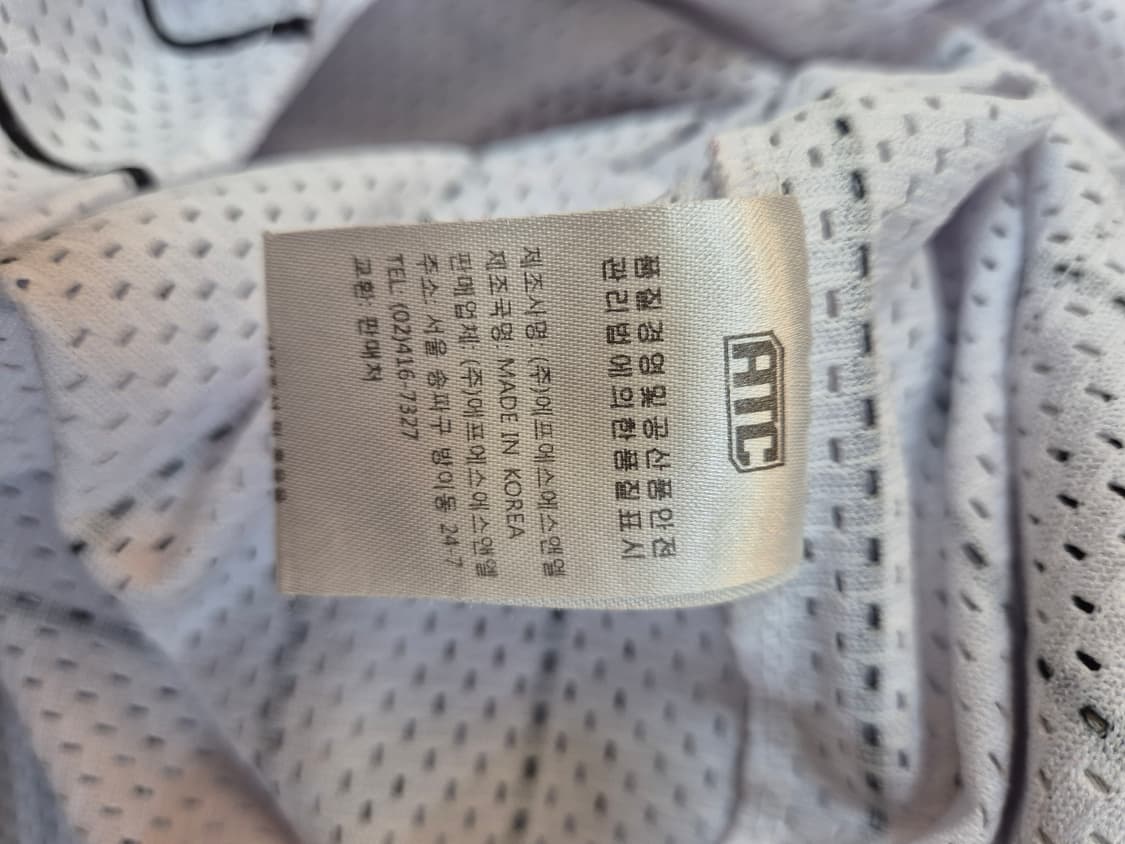 ATC
품질경영및공산품안전
관리법에의한품질표시
제조사명 (주)에프에스에스엔엘
제조국명 MADE IN KOREA
판매업체 (주)에프에스에스엔엘
주소 서울 송파구 방이동 24-7
TEL (02)416-7327
교환·반매처